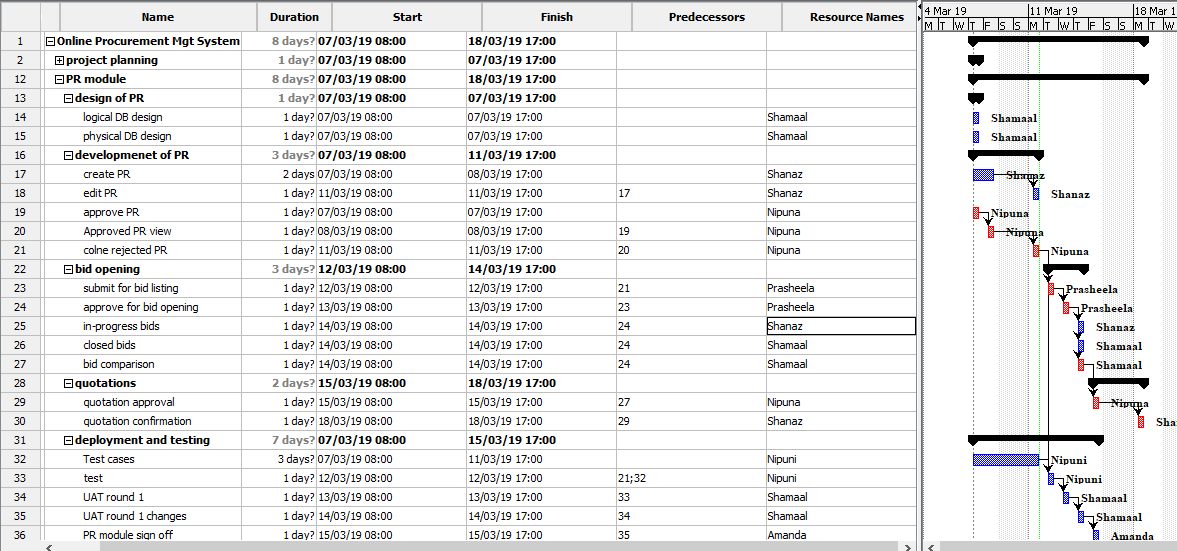 Name Duration Start Finish Predecessors Resource Names 4 Mar 19 11 Mar 19 18 Mar 1
M T W T F S S M T W T F S S M T W
1 Online Procurement Mgt System 8 days? 07/03/19 08:00 18/03/19 17:00
2 project planning 1 day? 07/03/19 08:00 07/03/19 17:00
12 PR module 8 days? 07/03/19 08:00 18/03/19 17:00
13 design of PR 1 day? 07/03/19 08:00 07/03/19 17:00
14 logical DB design 1 day? 07/03/19 08:00 07/03/19 17:00 Shamaal Shamaal
15 physical DB design 1 day? 07/03/19 08:00 07/03/19 17:00 Shamaal Shamaal
16 developmenet of PR 3 days? 07/03/19 08:00 11/03/19 17:00
17 create PR 2 days 07/03/19 08:00 08/03/19 17:00 Shanaz Shanaz
18 edit PR 1 day? 11/03/19 08:00 11/03/19 17:00 17 Shanaz Shanaz
19 approve PR 1 day? 07/03/19 08:00 07/03/19 17:00 Nipuna Nipuna
20 Approved PR view 1 day? 08/03/19 08:00 08/03/19 17:00 19 Nipuna Nipuna
21 colne rejected PR 1 day? 11/03/19 08:00 11/03/19 17:00 20 Nipuna Nipuna
22 bid opening 3 days? 12/03/19 08:00 14/03/19 17:00
23 submit for bid listing 1 day? 12/03/19 08:00 12/03/19 17:00 21 Prasheela Prasheela
24 approve for bid opening 1 day? 13/03/19 08:00 13/03/19 17:00 23 Prasheela Prasheela
25 in-progress bids 1 day? 14/03/19 08:00 14/03/19 17:00 24 Shanaz Shanaz
26 closed bids 1 day? 14/03/19 08:00 14/03/19 17:00 24 Shamaal Shamaal
27 bid comparison 1 day? 14/03/19 08:00 14/03/19 17:00 24 Shamaal Shamaal
28 quotations 2 days? 15/03/19 08:00 18/03/19 17:00
29 quotation approval 1 day? 15/03/19 08:00 15/03/19 17:00 27 Nipuna Nipuna
30 quotation confirmation 1 day? 18/03/19 08:00 18/03/19 17:00 29 Shanaz Sha
31 deployment and testing 7 days? 07/03/19 08:00 15/03/19 17:00
32 Test cases 3 days? 07/03/19 08:00 11/03/19 17:00 Nipuni Nipuni
33 test 1 day? 12/03/19 08:00 12/03/19 17:00 21;32 Nipuni Nipuni
34 UAT round 1 1 day? 13/03/19 08:00 13/03/19 17:00 33 Shamaal Shamaal
35 UAT round 1 changes 1 day? 14/03/19 08:00 14/03/19 17:00 34 Shamaal Shamaal
36 PR module sign off 1 day? 15/03/19 08:00 15/03/19 17:00 35 Amanda Amanda